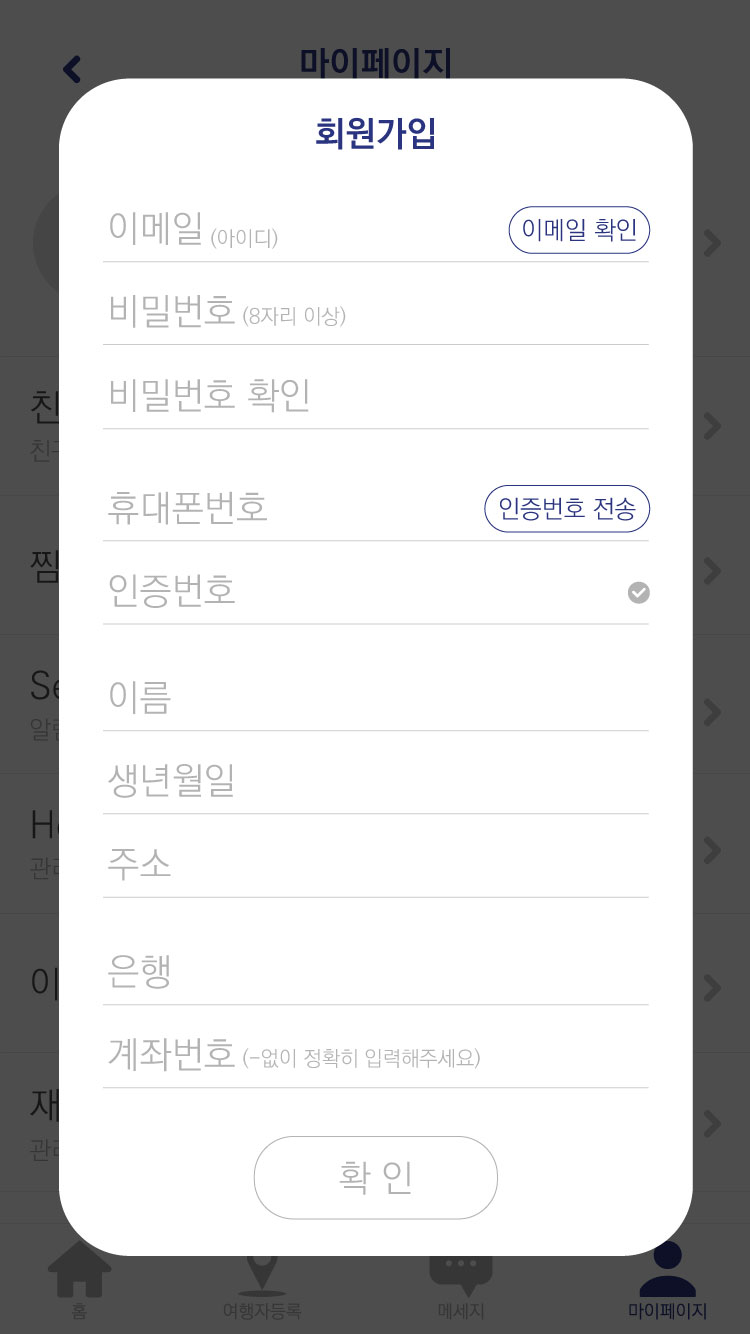 마이페이지
회원가입
이메일 (아이디) 이메일 확인
비밀번호 (8자리 이상)
비밀번호 확인
친
휴대폰번호 인증번호 전송
찜
인증번호
이름
생년월일
주소
은행
이
계좌번호 (-없이 정확히 입력해주세요)
재
확 인
홈 여행자등록 메세지 마이페이지